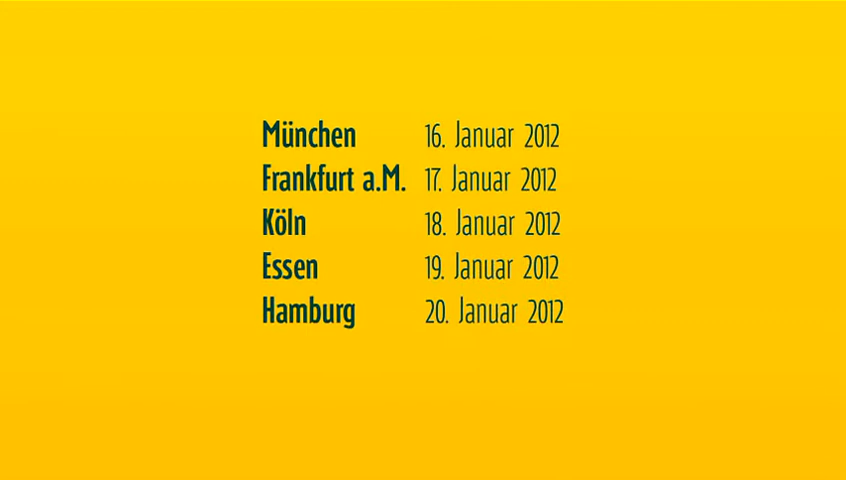 München 16. Januar 2012
Frankfurt a.M. 17. Januar 2012
Köln 18. Januar 2012
Essen 19. Januar 2012
Hamburg 20. Januar 2012